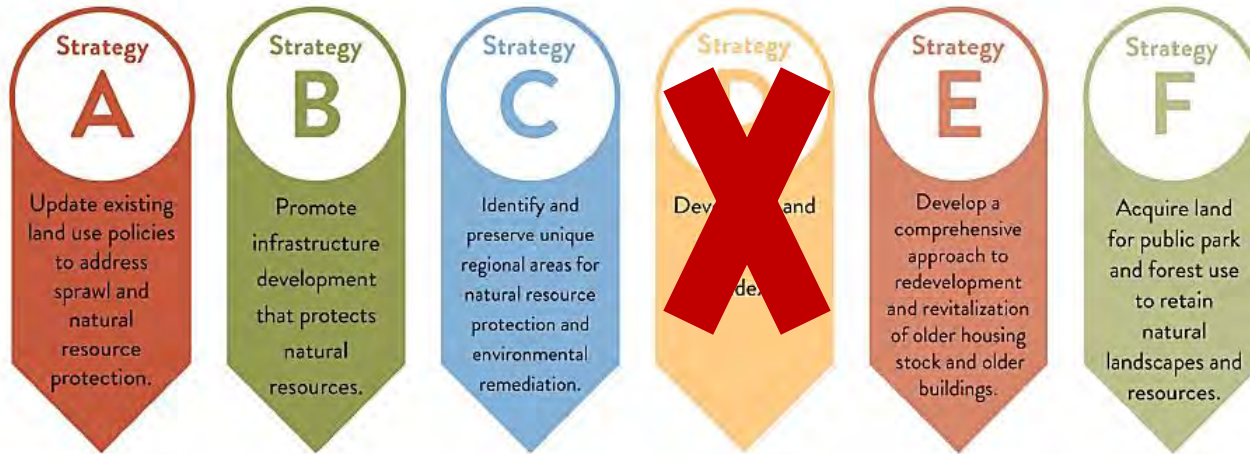 Strategy
A
Update existing
land use policies
to address
sprawl and
natural
resource
protection.
Strategy
B
Promote
infrastructure
development
that protects
natural
resources.
Strategy
C
Identify and
preserve unique
regional areas for
natural resource
protection and
environmental
remediation.
Strategy
D
and
Strategy
E
Develop a
comprehensive
approach to
redevelopment
and revitalization
of older housing
stock and older
buildings.
Strategy
F
Acquire land
for public park
and forest use
to retain
natural
landscapes and
resources.